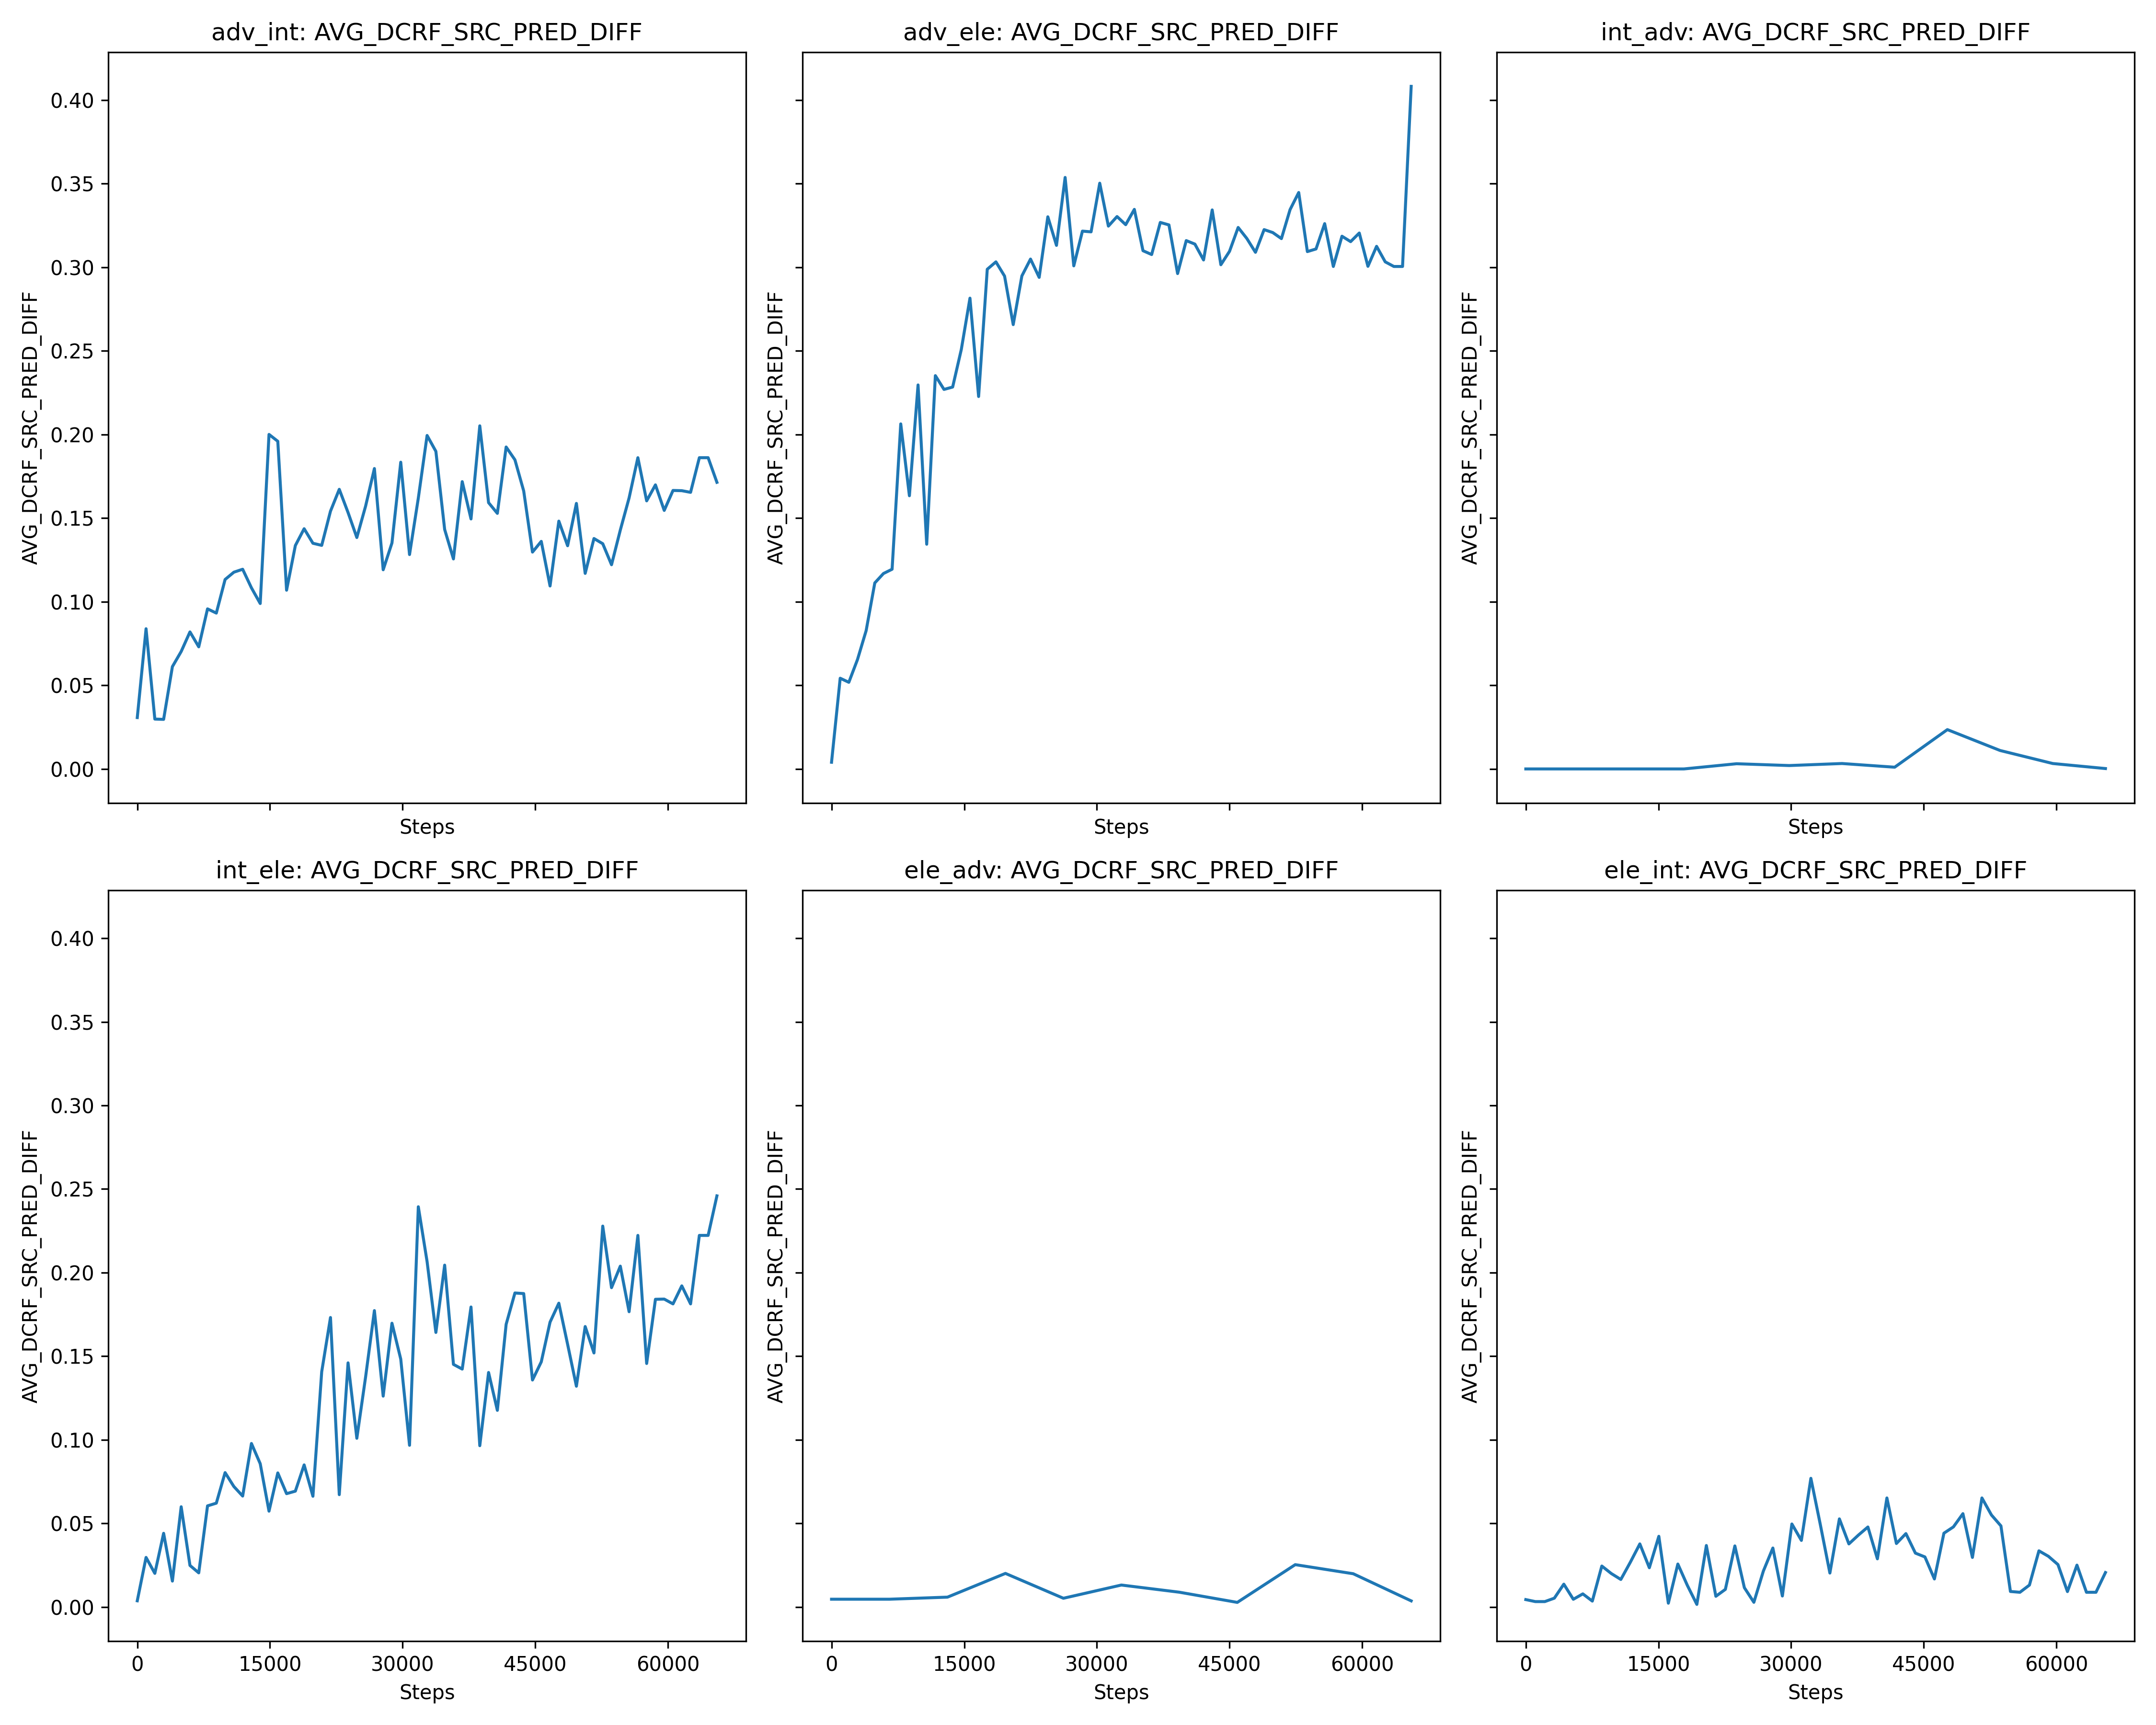 adv_int: AVG_DCRF_SRC_PRED_DIFF
adv_ele: AVG_DCRF_SRC_PRED_DIFF
int_adv: AVG_DCRF_SRC_PRED_DIFF
AVG_DCRF_SRC_PRED_DIFF
0.40
0.35
0.30
0.25
0.20
0.15
0.10
0.05
0.00
Steps
AVG_DCRF_SRC_PRED_DIFF
Steps
AVG_DCRF_SRC_PRED_DIFF
Steps
int_ele: AVG_DCRF_SRC_PRED_DIFF
ele_adv: AVG_DCRF_SRC_PRED_DIFF
ele_int: AVG_DCRF_SRC_PRED_DIFF
AVG_DCRF_SRC_PRED_DIFF
0.40
0.35
0.30
0.25
0.20
0.15
0.10
0.05
0.00
0 15000 30000 45000 60000
Steps
AVG_DCRF_SRC_PRED_DIFF
0 15000 30000 45000 60000
Steps
AVG_DCRF_SRC_PRED_DIFF
0 15000 30000 45000 60000
Steps